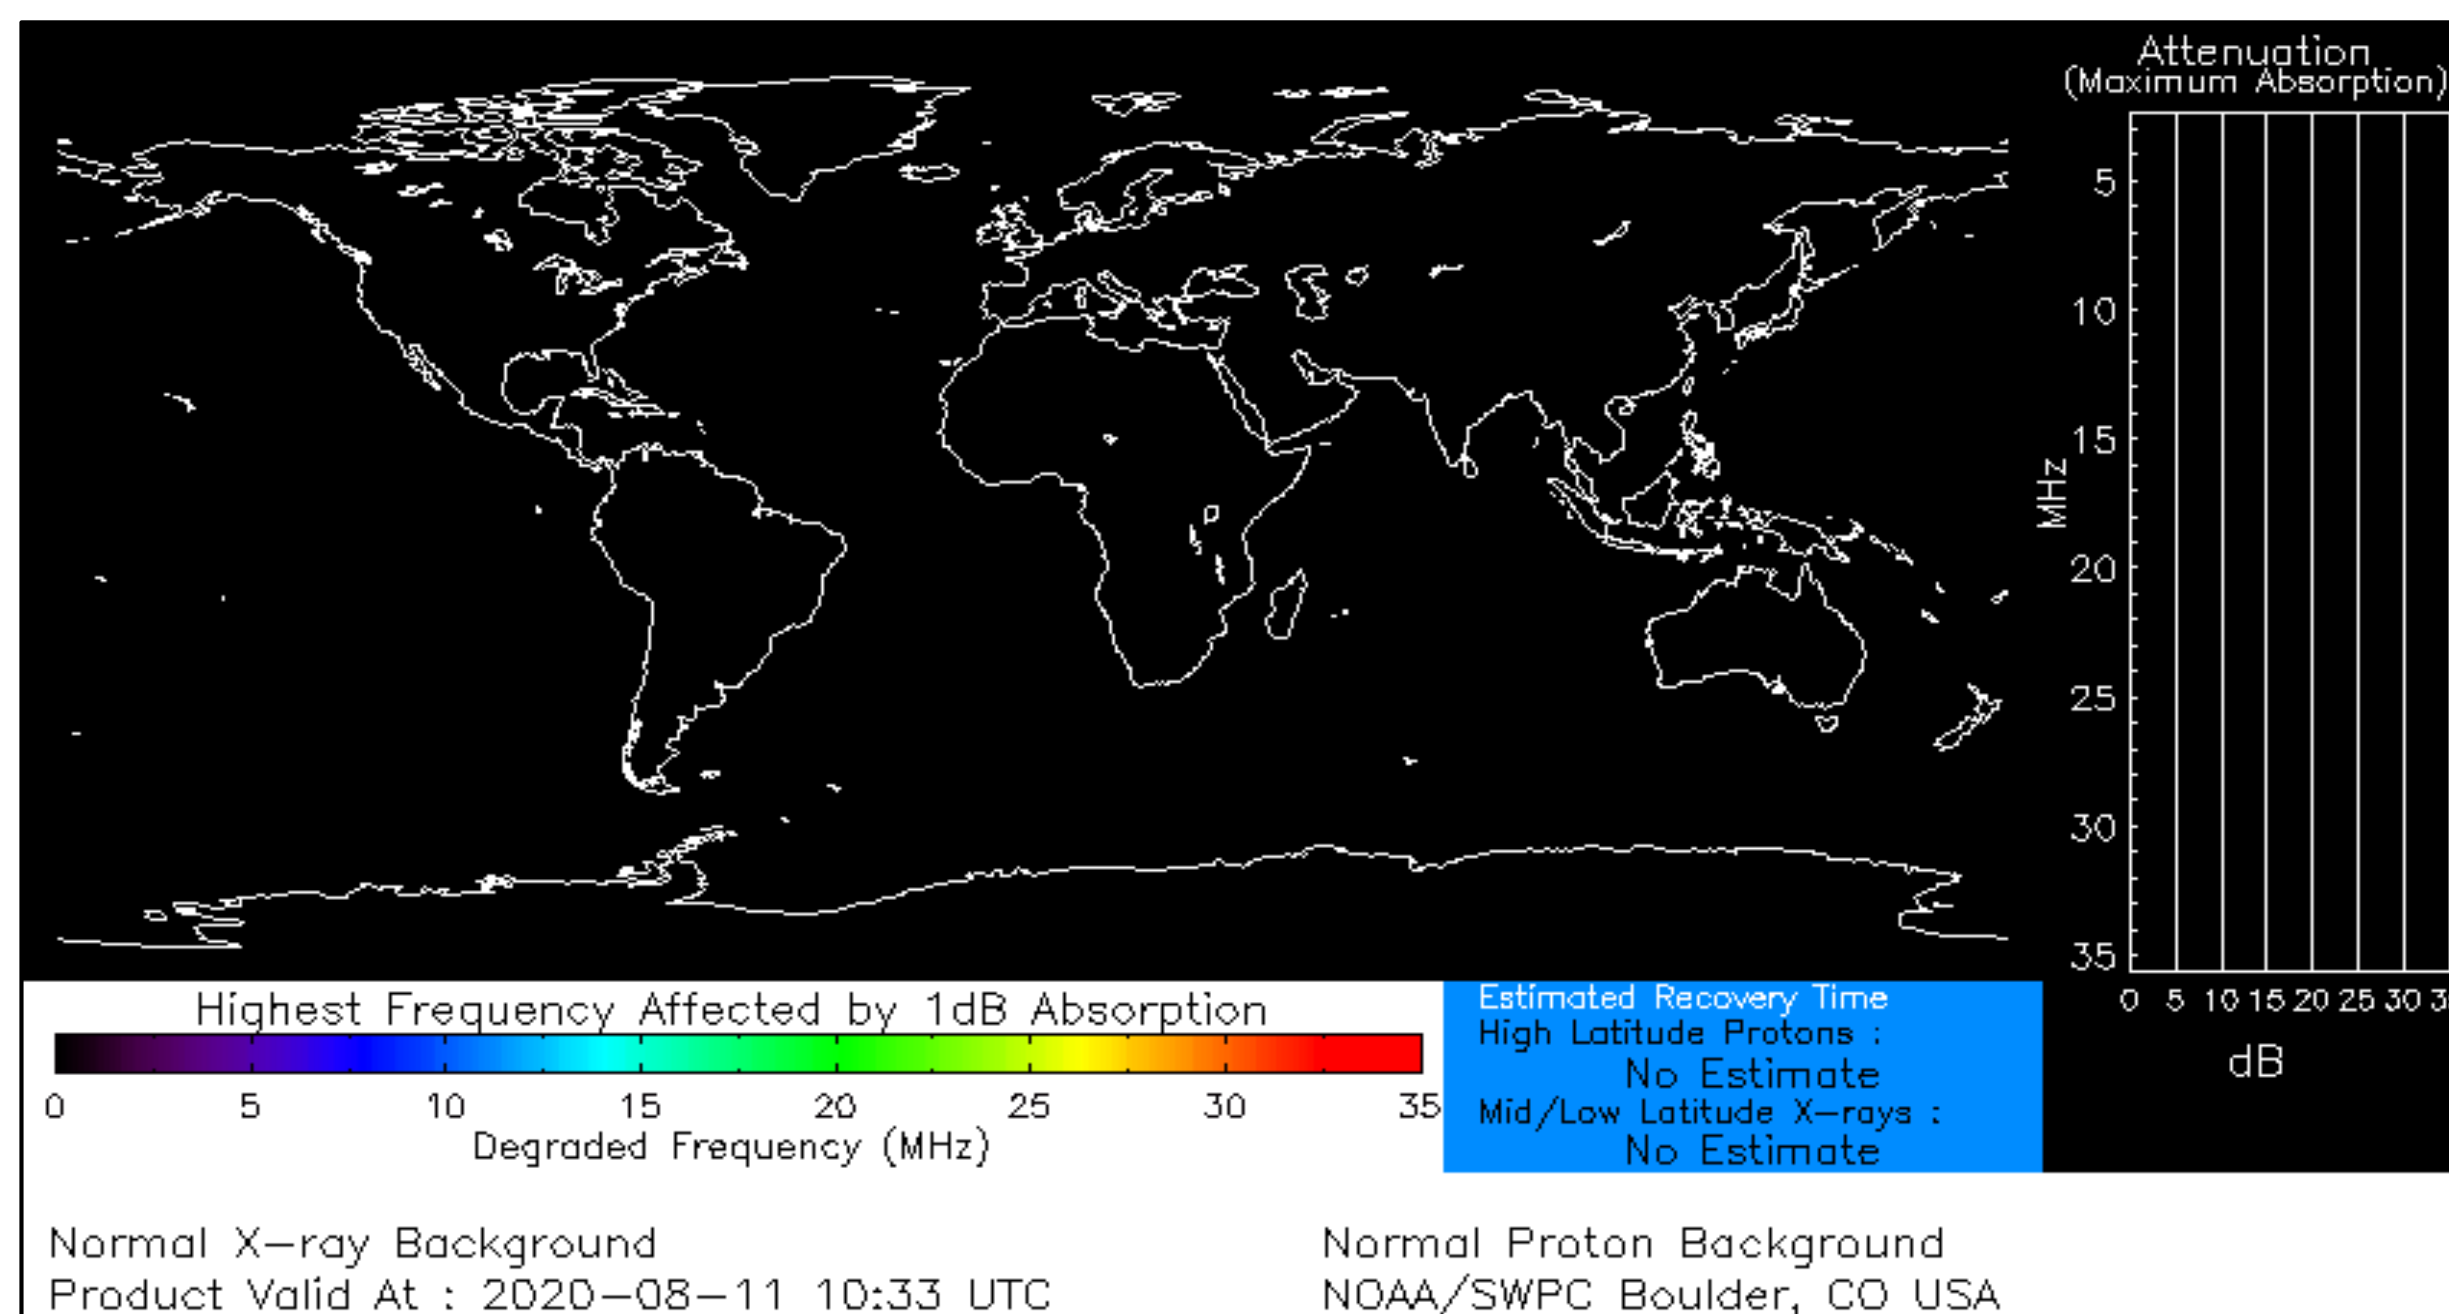 Attenuation
(Maximum Absorption)
5
10
15
20
25
30
35
MHz
0 5 10 15 20 25 30
dB
Highest Frequency Affected by 1dB Absorption
0 5 10 15 20 25 30 35
Degraded Frequency (MHz)
Estimated Recovery Time
High Latitude Protons :
No Estimate
Mid/Low Latitude X-rays :
No Estimate
Normal X-ray Background
Normal Proton Background
Product Valid At : 2020-08-11 10:33 UTC
NOAA/SWPC Boulder, CO USA